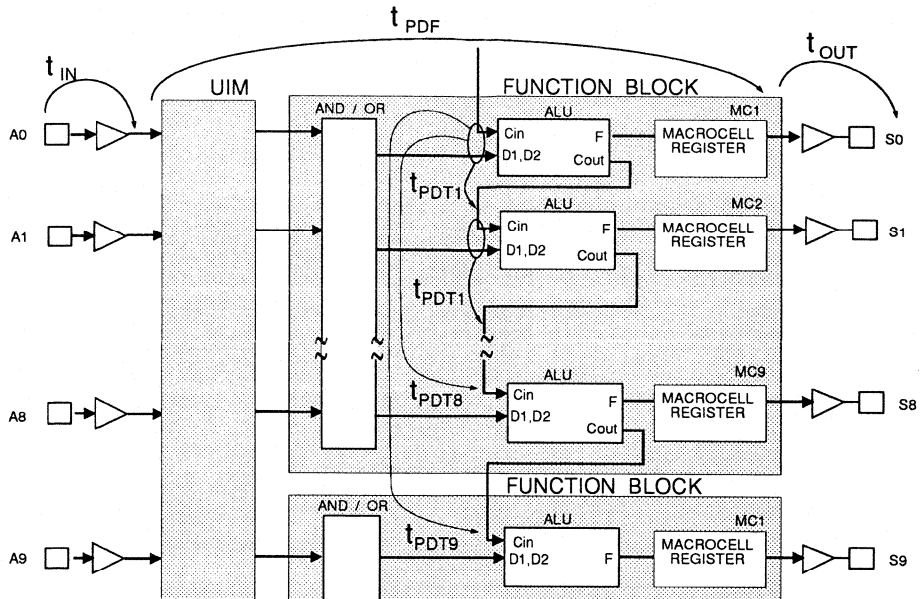 t PDF
t IN
t OUT
UIM
FUNCTION BLOCK
AND / OR
ALU
MC1
A0
Cin
F
D1,D2
Cout
MACROCELL
REGISTER
S0
t PDT1
ALU
MC2
A1
Cin
F
D1,D2
Cout
MACROCELL
REGISTER
S1
t PDT1
ALU
MC9
A8
t PDT8
Cin
F
D1,D2
Cout
MACROCELL
REGISTER
S8
FUNCTION BLOCK
AND / OR
ALU
MC1
A9
t PDT9
Cin
D1,D2
F
MACROCELL
REGISTER
S9